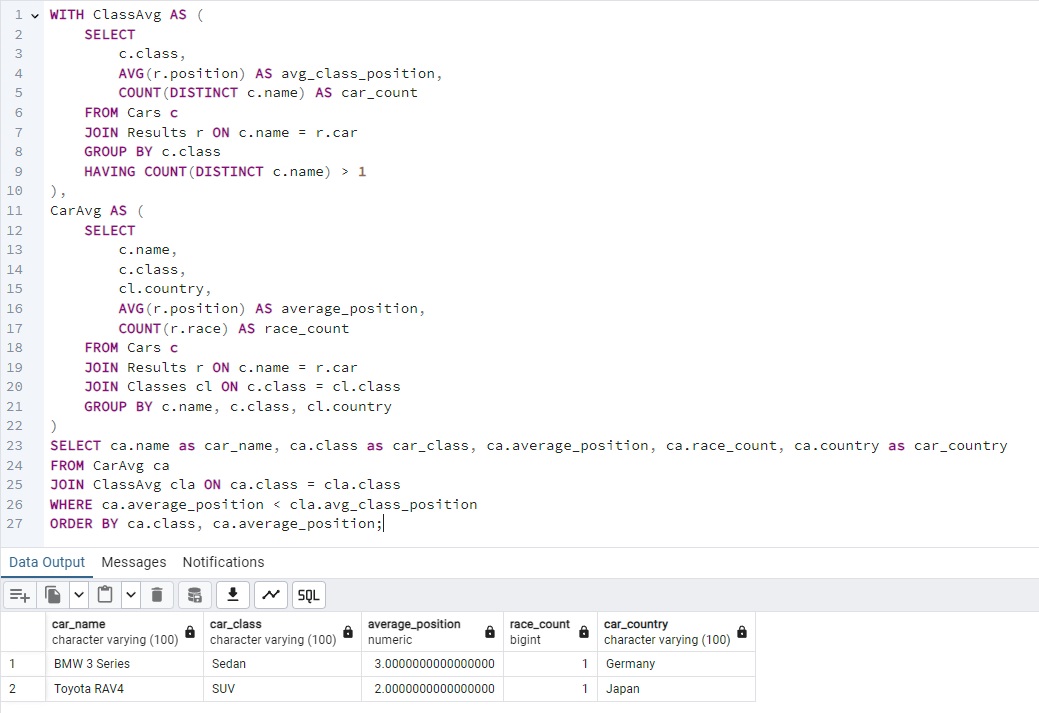 1 WITH ClassAvg AS (
2 SELECT
3 c.class,
4 AVG(r.position) AS avg_class_position,
5 COUNT(DISTINCT c.name) AS car_count
6 FROM Cars c
7 JOIN Results r ON c.name = r.car
8 GROUP BY c.class
9 HAVING COUNT(DISTINCT c.name) > 1
10 ),
11 CarAvg AS (
12 SELECT
13 c.name,
14 c.class,
15 cl.country,
16 AVG(r.position) AS average_position,
17 COUNT(r.race) AS race_count
18 FROM Cars c
19 JOIN Results r ON c.name = r.car
20 JOIN Classes cl ON c.class = cl.class
21 GROUP BY c.name, c.class, cl.country
22 )
23 SELECT ca.name as car_name, ca.class as car_class, ca.average_position, ca.race_count, ca.country as car_country
24 FROM CarAvg ca
25 JOIN ClassAvg cla ON ca.class = cla.class
26 WHERE ca.average_position < cla.avg_class_position
27 ORDER BY ca.class, ca.average_position;
Data Output Messages Notifications
SQL
car_name car_class average_position race_count car_country
character varying (100) character varying (100) numeric bigint character varying (100)
1 BMW 3 Series Sedan 3.0000000000000000 1 Germany
2 Toyota RAV4 SUV 2.0000000000000000 1 Japan